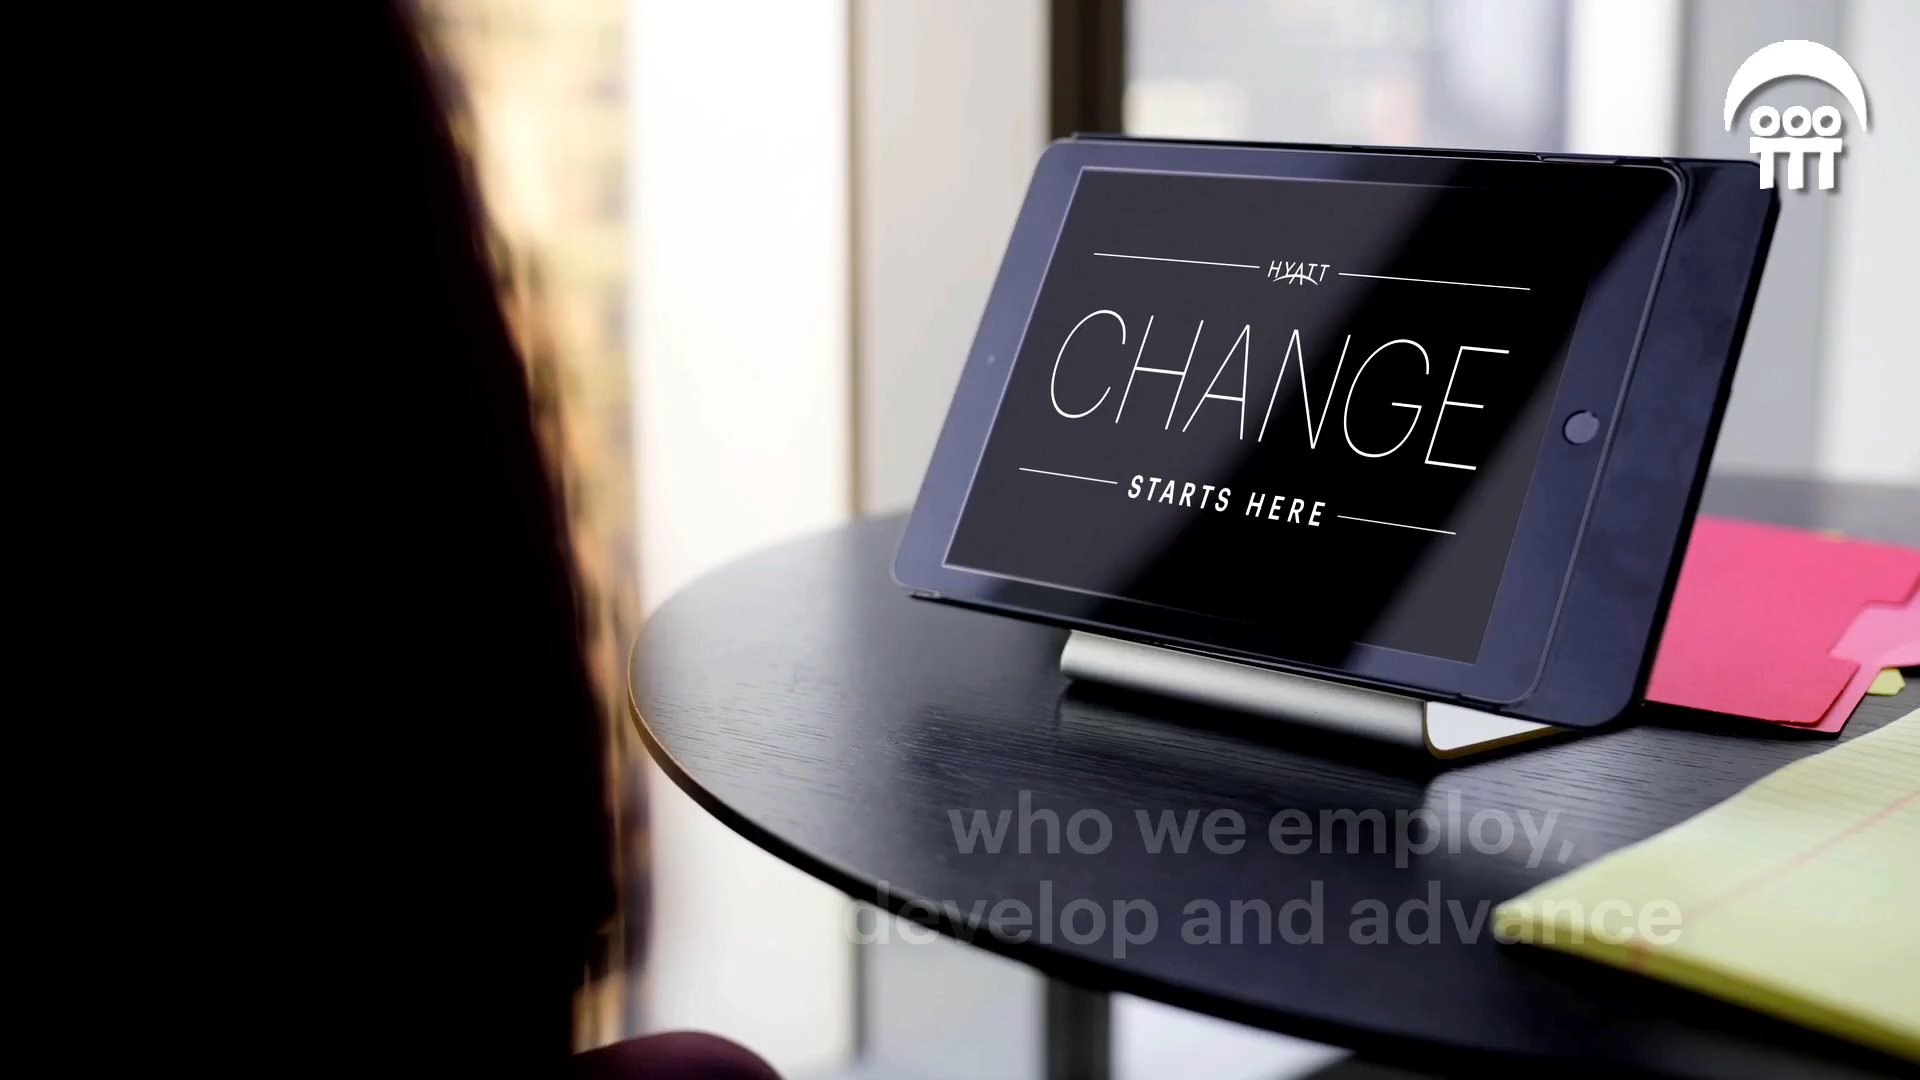 HYATT
CHANGE
STARTS HERE
who we employ,
develop and advance